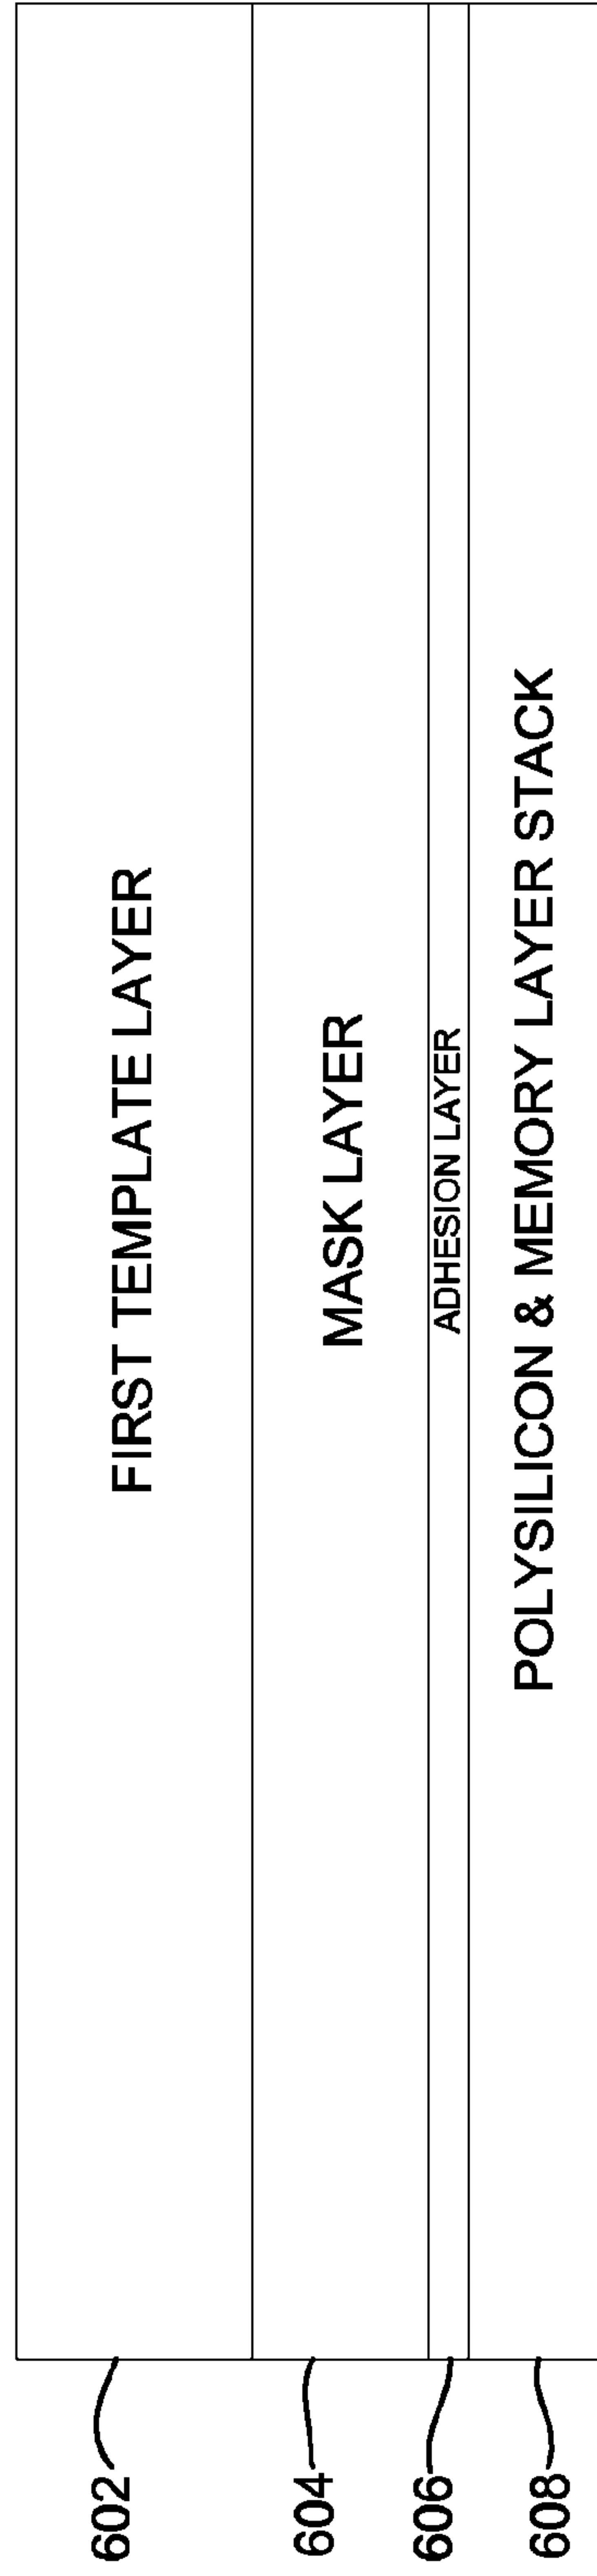 602
FIRST TEMPLATE LAYER
604
MASK LAYER
606
ADHESION LAYER
608
POLYSILICON & MEMORY LAYER STACK